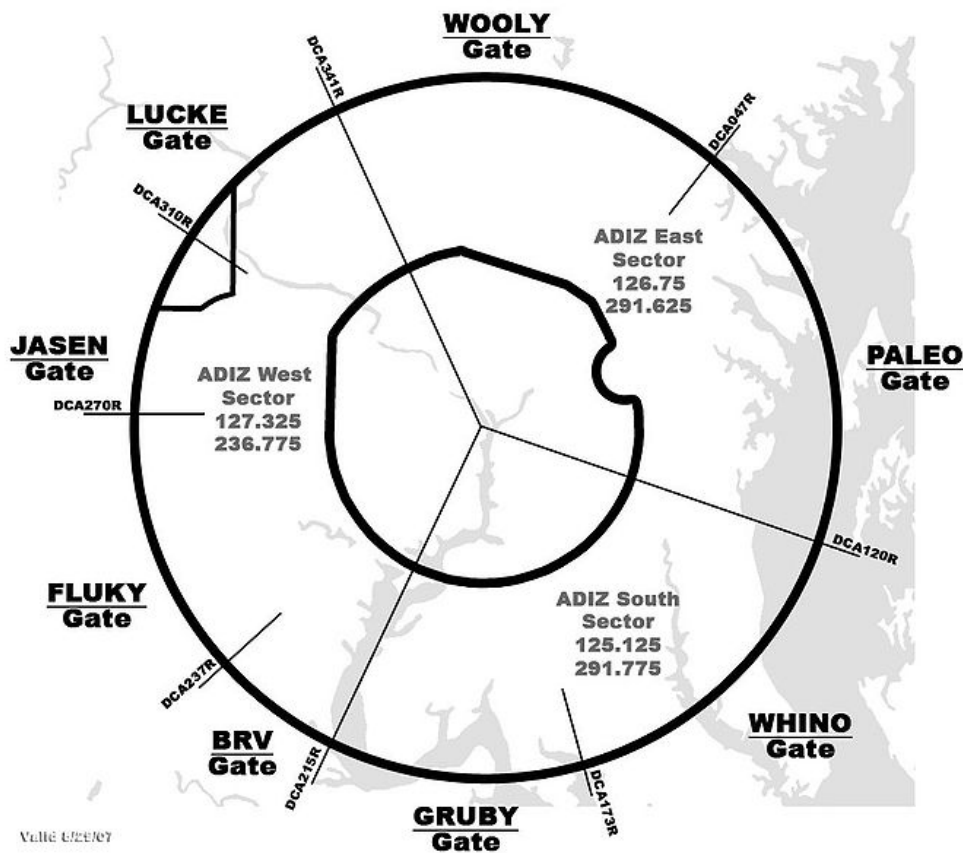 WOOLY
Gate
DCA341R
DCA047R
LUCKE
Gate
DCA310R
ADIZ East
Sector
126.75
291.625
JASEN
Gate
DCA270R
ADIZ West
Sector
127.325
236.775
PALEO
Gate
DCA120R
FLUKY
Gate
DCA237R
ADIZ South
Sector
125.125
291.775
BRV
Gate
DCA215R
WHINO
Gate
GRUBY
Gate
DCA173R
Valid